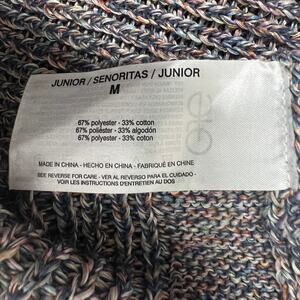 JUNIOR / SENORITAS / JUNIOR
M
67% polyester - 33% cotton
67% poliéster - 33% algodón
67% polyester - 33% coton
MADE IN CHINA - HECHO EN CHINA - FABRIQUÉ EN CHINE
SEE REVERSE FOR CARE - VER AL REVERSO PARA EL CUIDADO -
VOIR LES INSTRUCTIONS D'ENTRETIEN AU DOS